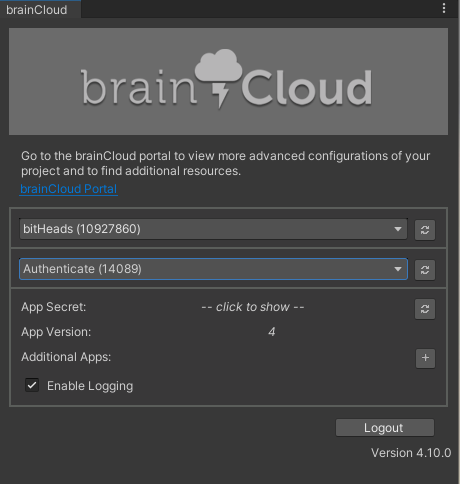 brainCloud
brainCloud
Go to the brainCloud portal to view more advanced configurations of your
project and to find additional resources.
brainCloud Portal
bitHeads (10927860)
Authenticate (14089)
App Secret: -- click to show --
App Version: 4
Additional Apps: +
Enable Logging
Logout
Version 4.10.0